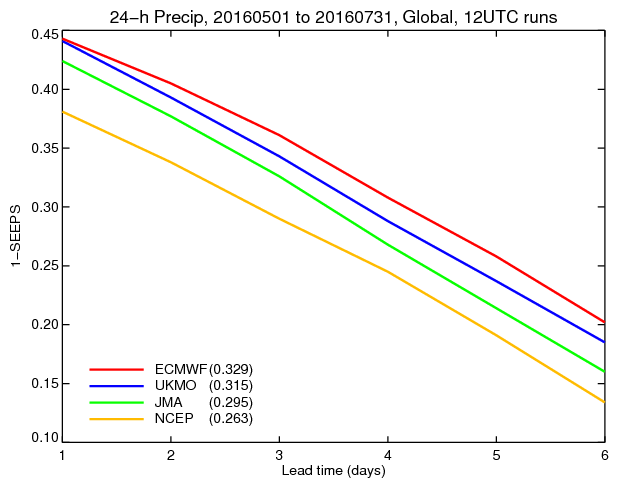 24-h Precip, 20160501 to 20160731, Global, 12UTC runs
0.45
0.40
0.35
0.30
0.25
0.20
0.15
0.10
1-SEEPS
ECMWF(0.329)
UKMO (0.315)
JMA (0.295)
NCEP (0.263)
1 2 3 4 5 6
Lead time (days)